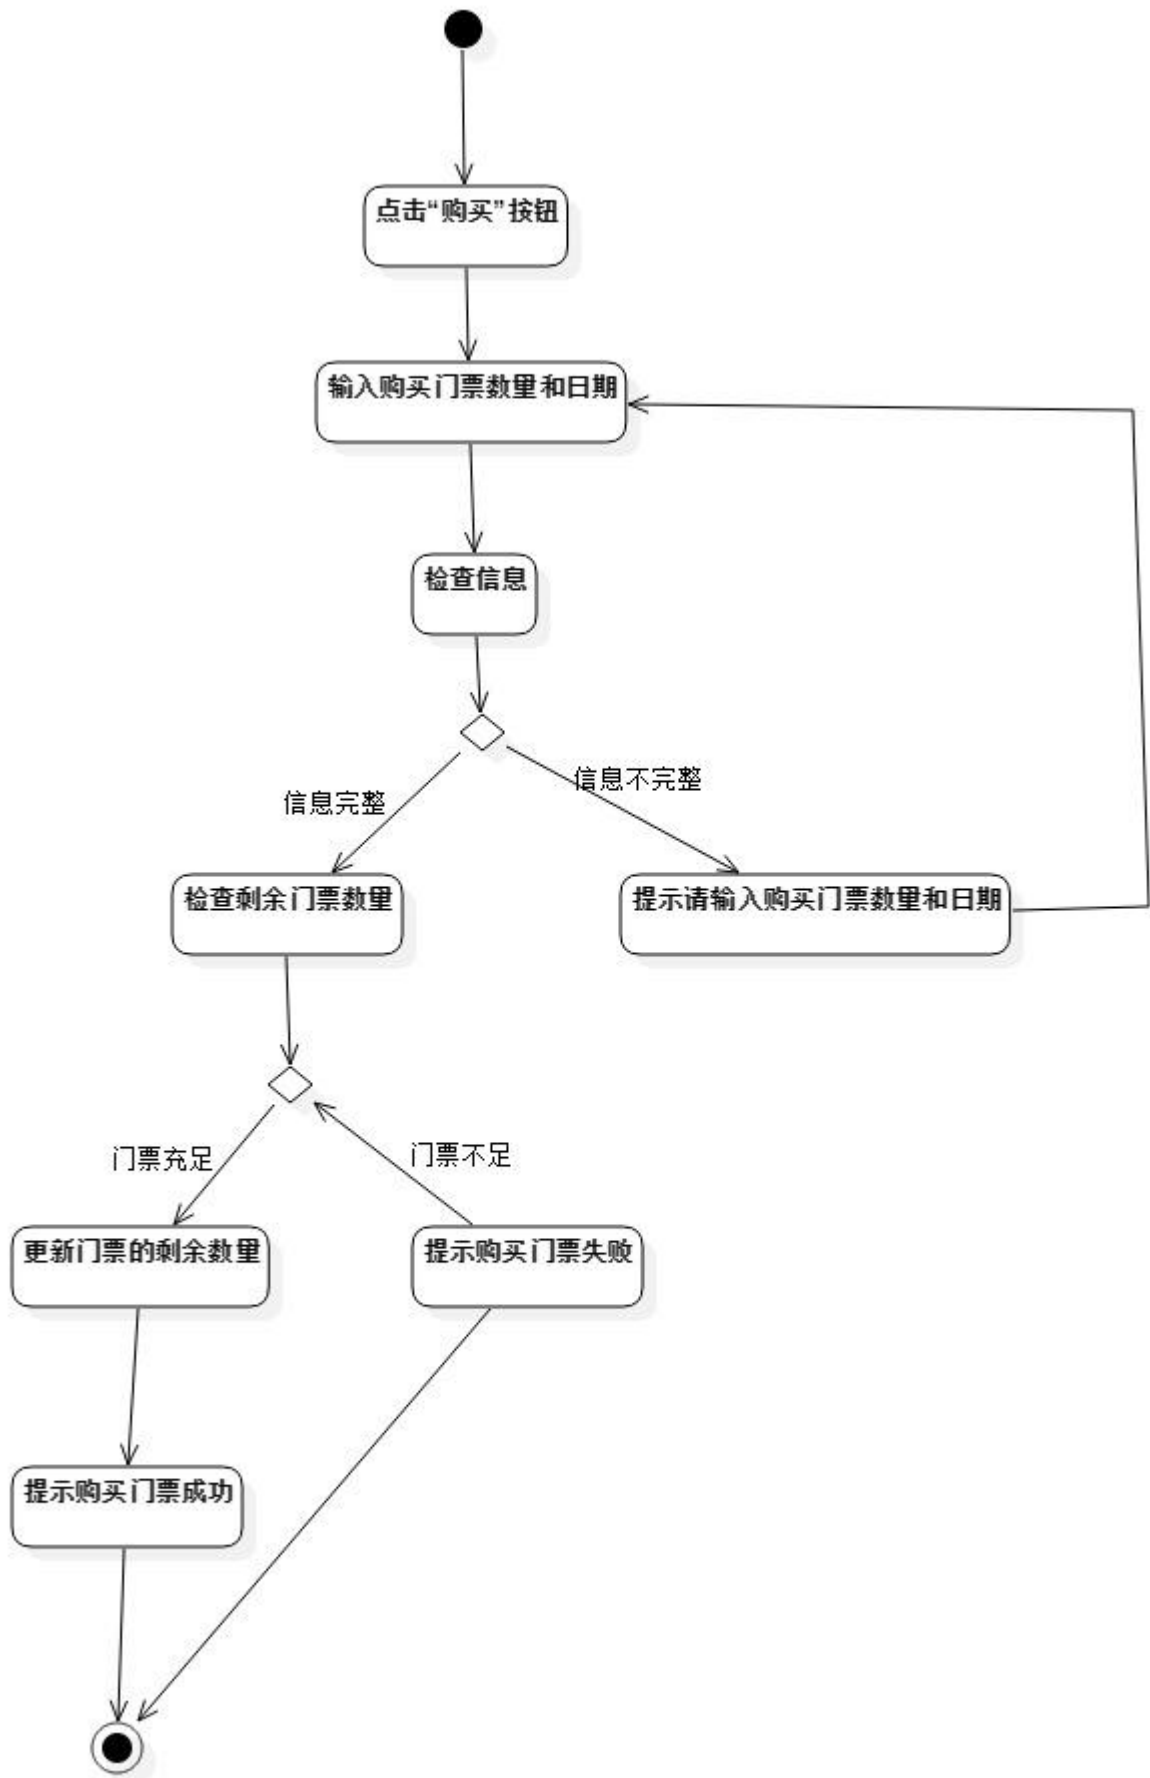 点击“购买”按钮
输入购买门票数量和日期
检查信息
信息不完整
信息完整
检查剩余门票数量
提示请输入购买门票数量和日期
门票充足
门票不足
更新门票的剩余数量
提示购买门票失败
提示购买门票成功